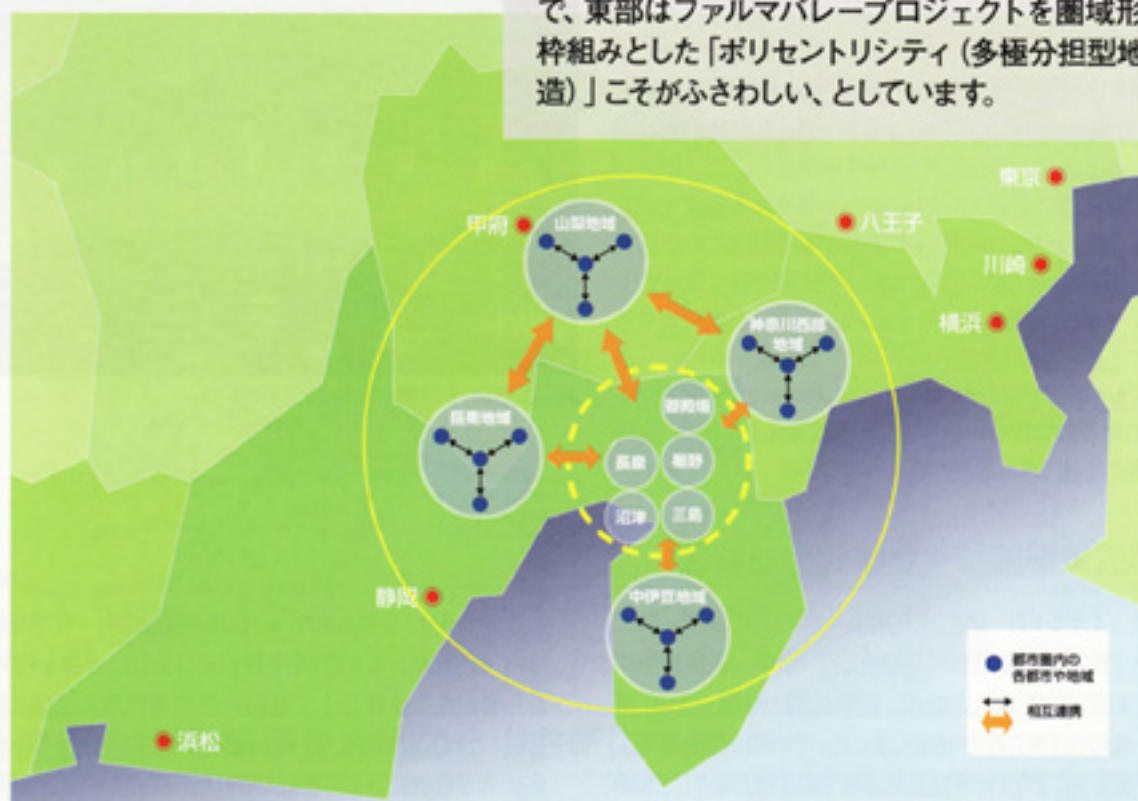 で、東部はファルマバレープロジェクトを圏域形
枠組みとした「ポリセントリシティ（多極分担型地
造）」こそがふさわしい、としています。
東京
甲府
山梨地域
八王子
川崎
神奈川西部
地域
横浜
御殿場
岳南地域
長泉
裾野
沼津
三島
静岡
中伊豆地域
都市圏内の
各都市や地域
相互連携
浜松